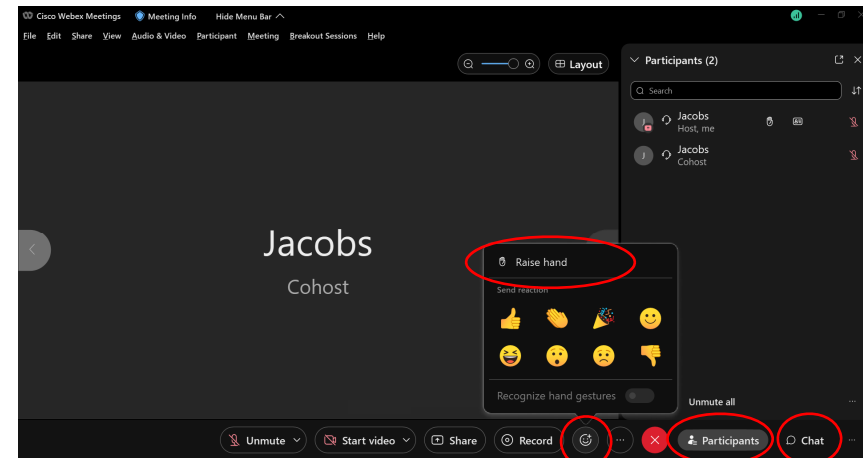 Cisco Webex Meetings Meeting Info Hide Menu Bar
File Edit Share View Audio & Video Participant Meeting Breakout Sessions Help
Layout
Participants (2)
Search
J Jacobs
Host, me
J Jacobs
Cohost
Jacobs
Cohost
Raise hand
Send reaction
Recognize hand gestures
Unmute all
Unmute Start video Share Record Participants Chat